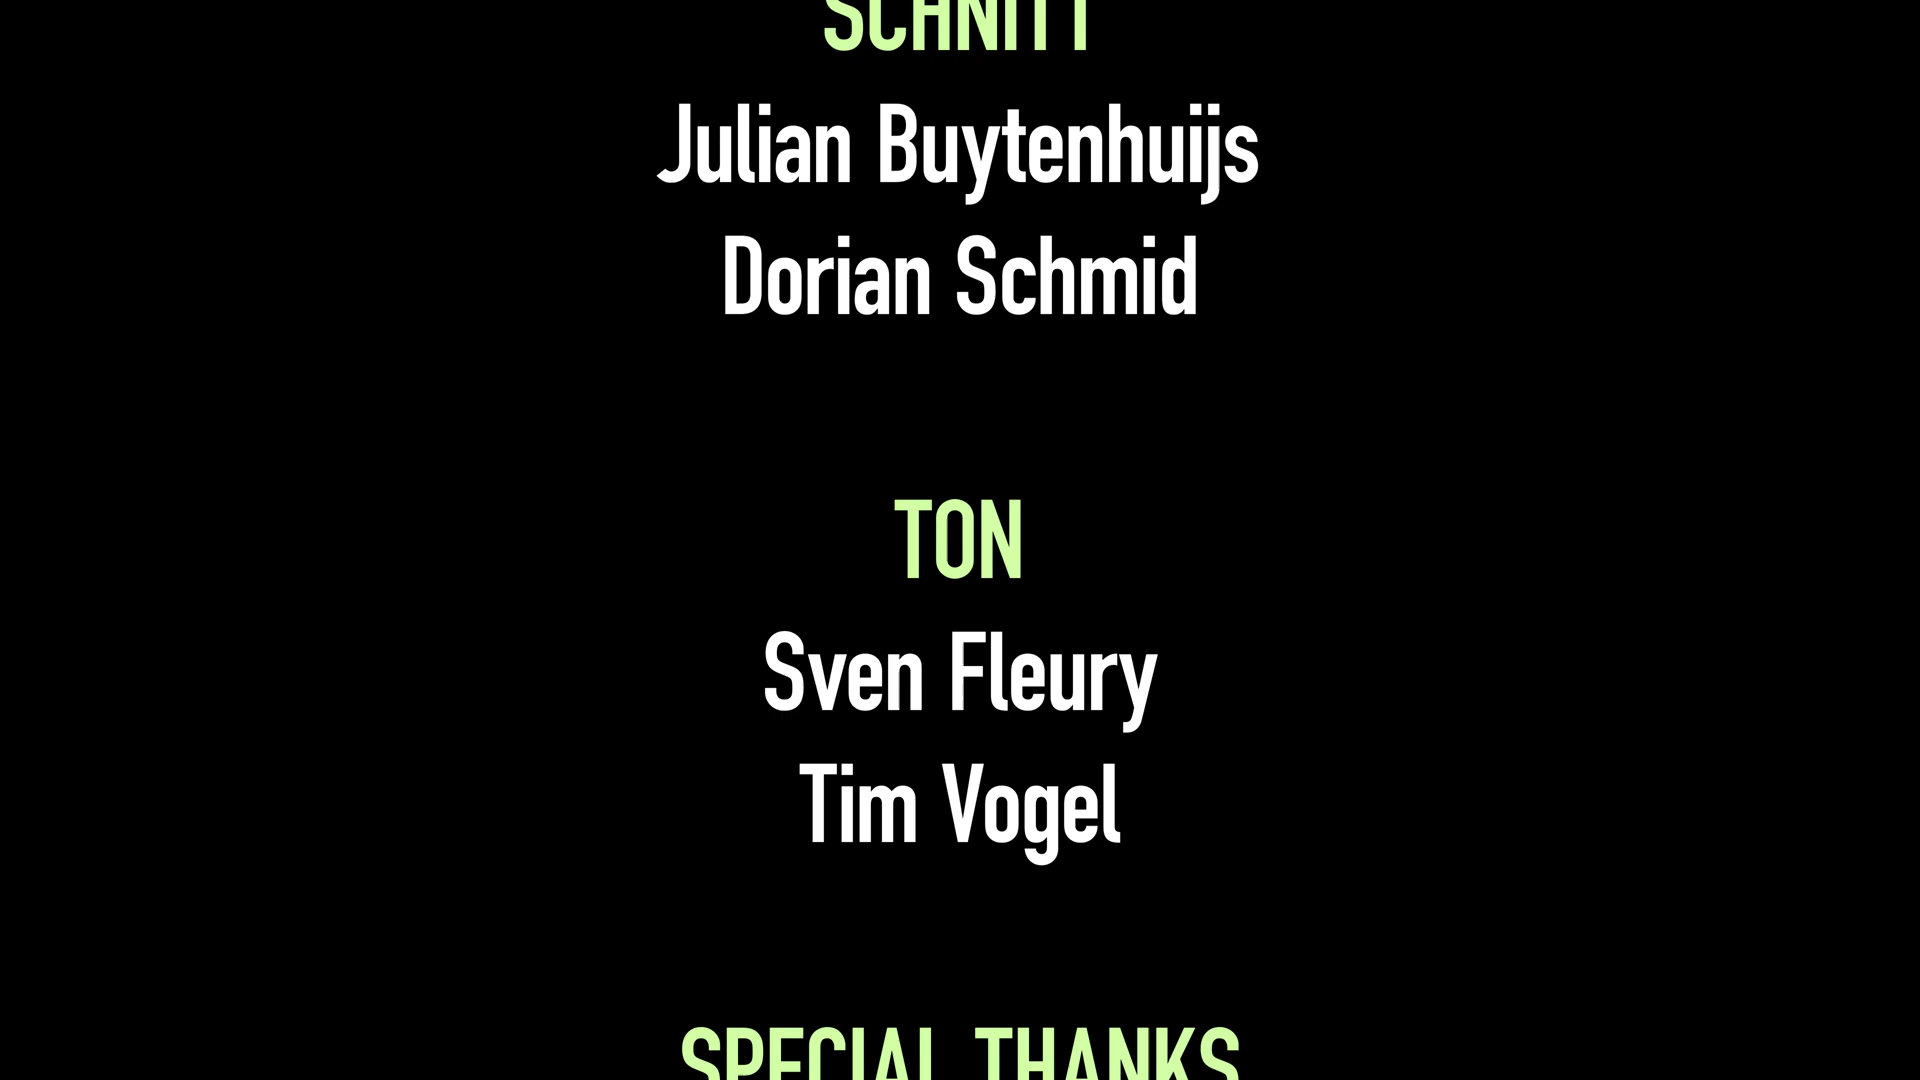 SCHNITT
Julian Buytenhuijs
Dorian Schmid
TON
Sven Fleury
Tim Vogel
SPECIAL THANKS